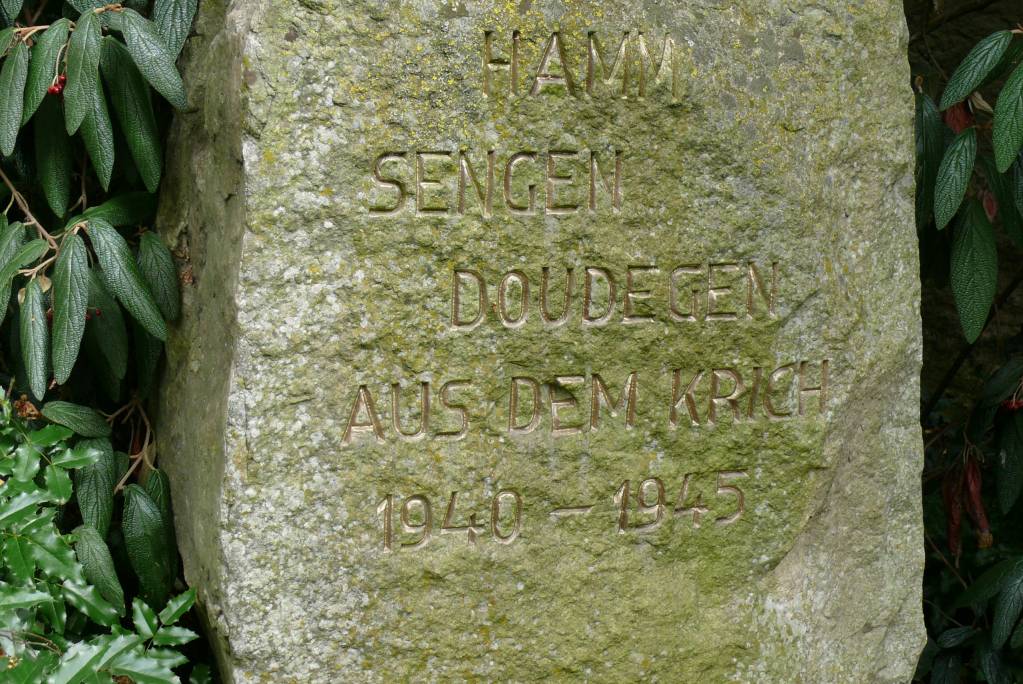 HAMM
SENGEN
DOUDEGEN
AUS DEM KRICH
1940 - 1945